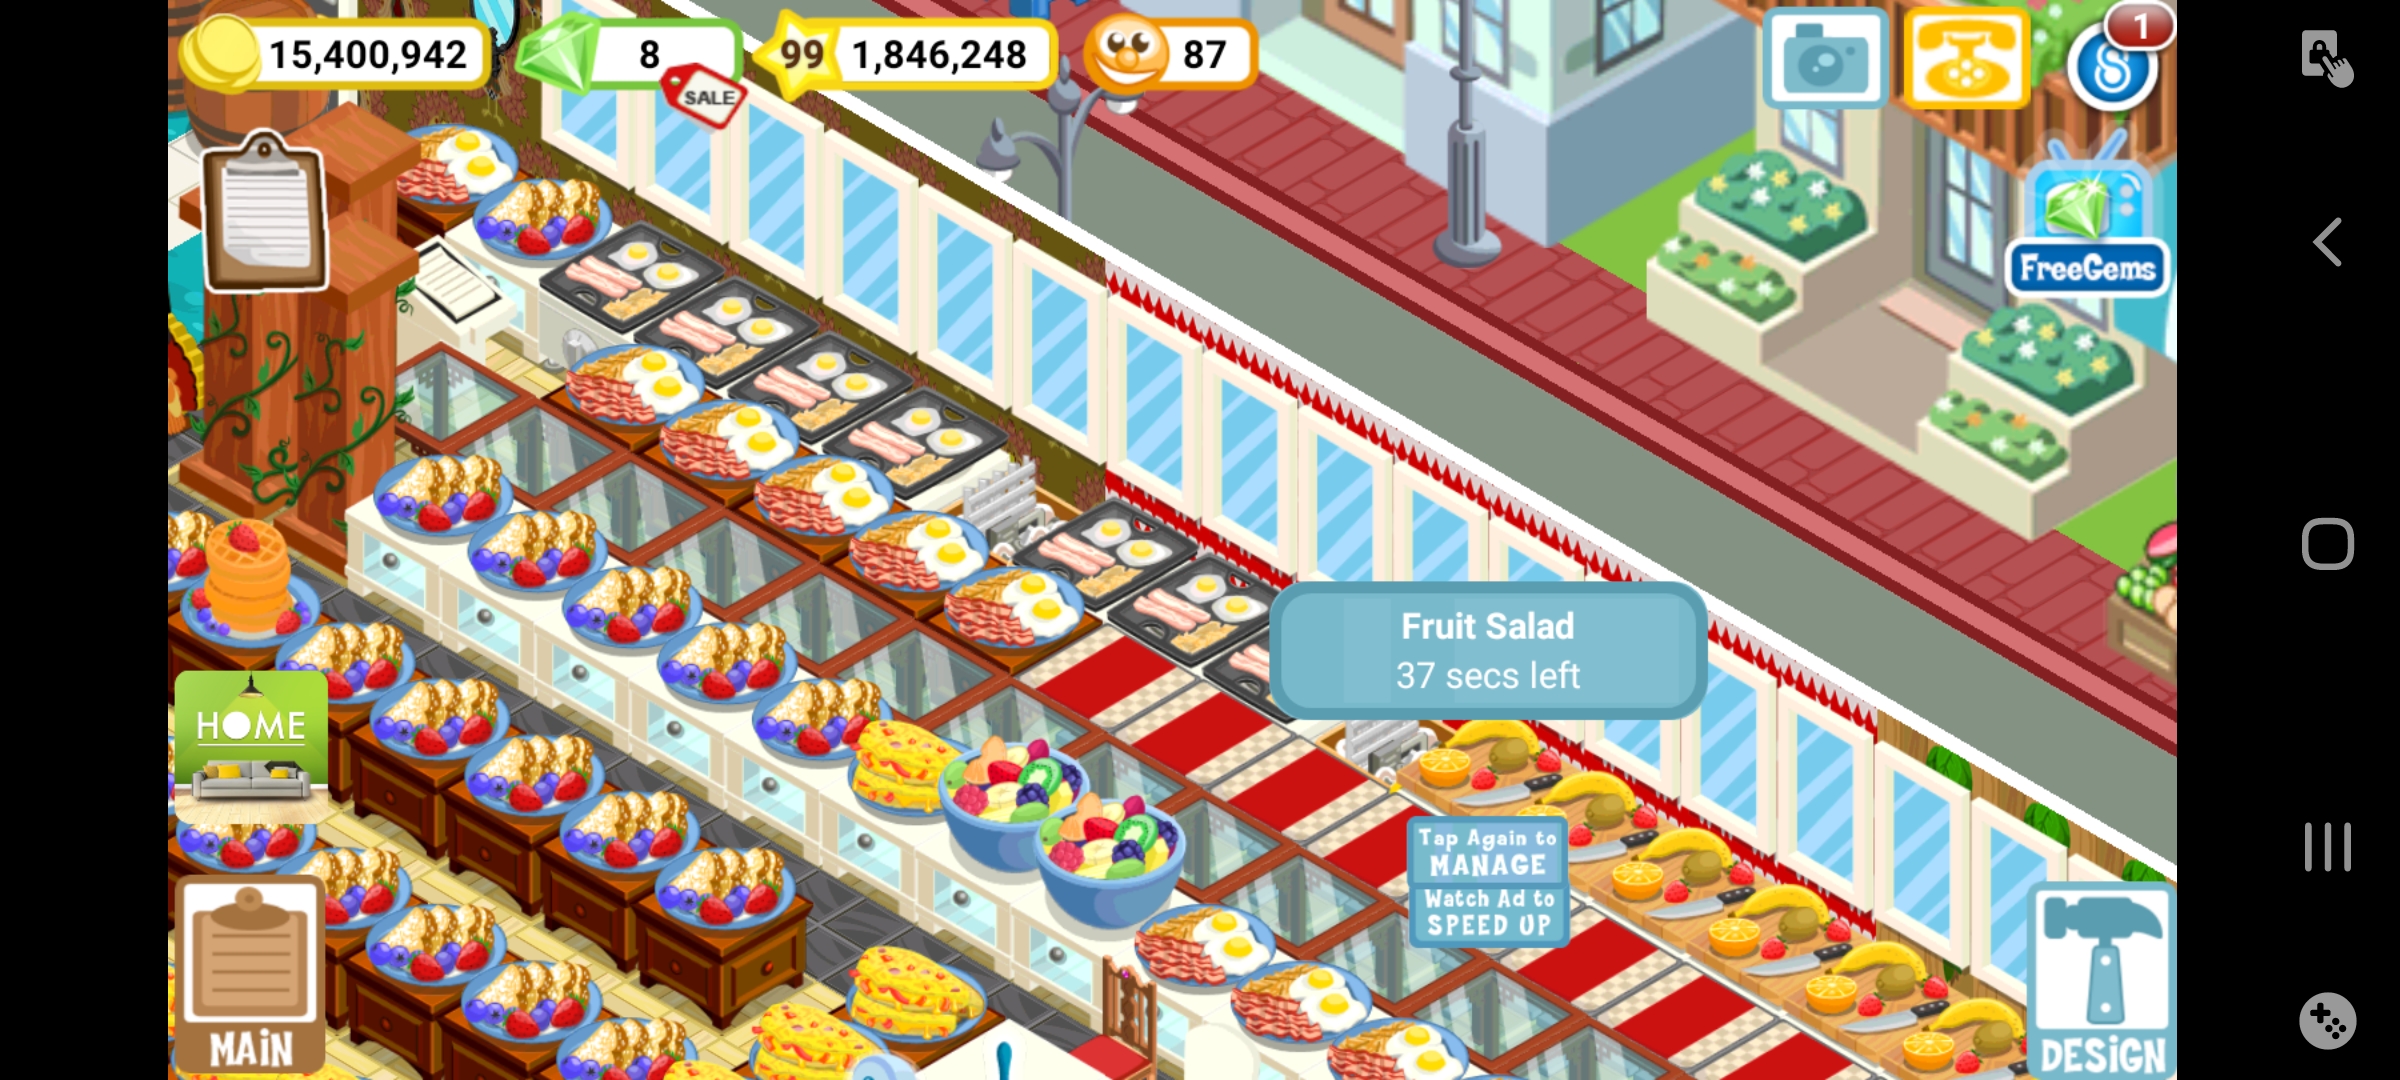 15,400,942
8
SALE
99
1,846,248
87
1
FreeGems
Fruit Salad
37 secs left
HOME
Tap Again to
MANAGE
Watch Ad to
SPEED UP
MAiN
DESiGN